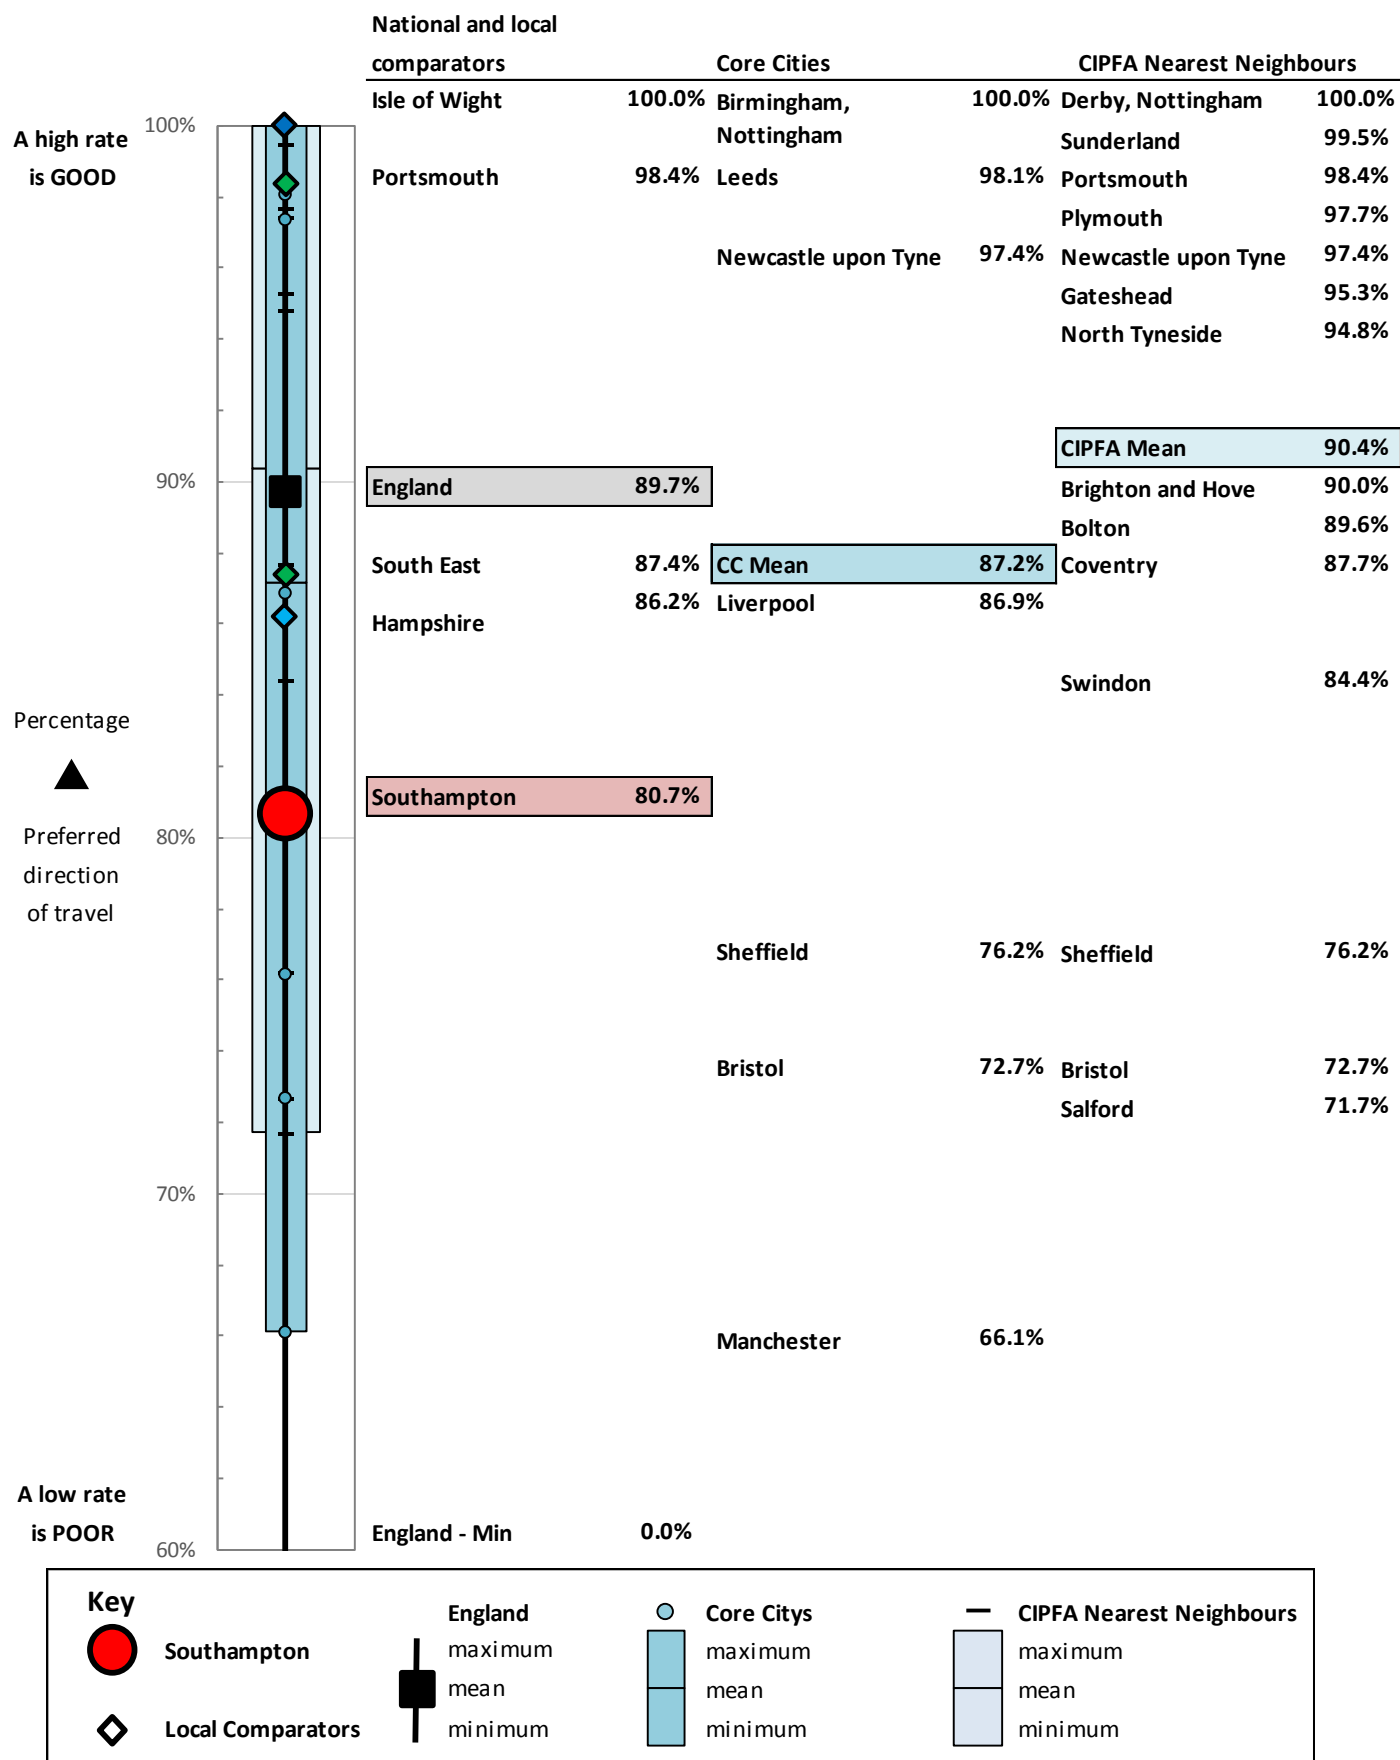 National and local
comparators Core Cities CIPFA Nearest Neighbours
Isle of Wight 100.0% Birmingham, 100.0% Derby, Nottingham 100.0%
100%
A high rate Nottingham Sunderland 99.5%
is GOOD Portsmouth 98.4% Leeds 98.1% Portsmouth 98.4%
Plymouth 97.7%
Newcastle upon Tyne 97.4% Newcastle upon Tyne 97.4%
Gateshead 95.3%
North Tyneside 94.8%
CIPFA Mean 90.4%
90% England 89.7% Brighton and Hove 90.0%
Bolton 89.6%
South East 87.4% CC Mean 87.2% Coventry 87.7%
Hampshire 86.2% Liverpool 86.9%
Swindon 84.4%
Percentage
Southampton 80.7%
Preferred 80%
direction
of travel
Sheffield 76.2% Sheffield 76.2%
Bristol 72.7% Bristol 72.7%
Salford 71.7%
70%
Manchester 66.1%
A low rate
is POOR England - Min 0.0%
60%
Key
England Core Citys CIPFA Nearest Neighbours
Southampton maximum maximum maximum
mean mean mean
Local Comparators minimum minimum minimum